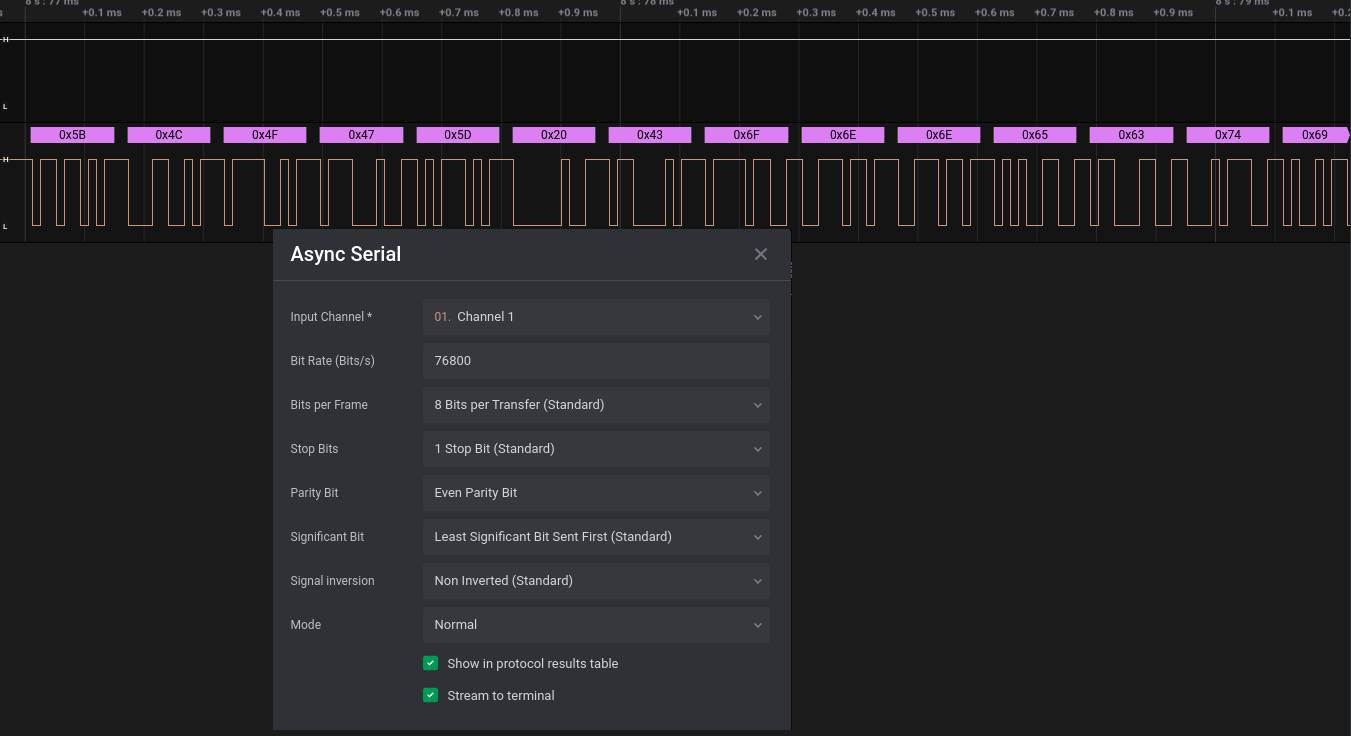 8 s : 77 ms 8 s : 78 ms 8 s : 79 ms
+0.1 ms +0.2 ms +0.3 ms +0.4 ms +0.5 ms +0.6 ms +0.7 ms +0.8 ms +0.9 ms +0.1 ms +0.2 ms +0.3 ms +0.4 ms +0.5 ms +0.6 ms +0.7 ms +0.8 ms +0.9 ms +0.1 ms
H
L
0x5B 0x4C 0x4F 0x47 0x5D 0x20 0x43 0x6F 0x6E 0x6E 0x65 0x63 0x74 0x69
H
L
Async Serial
Input Channel * 01. Channel 1
Bit Rate (Bits/s) 76800
Bits per Frame 8 Bits per Transfer (Standard)
Stop Bits 1 Stop Bit (Standard)
Parity Bit Even Parity Bit
Significant Bit Least Significant Bit Sent First (Standard)
Signal inversion Non Inverted (Standard)
Mode Normal
Show in protocol results table
Stream to terminal